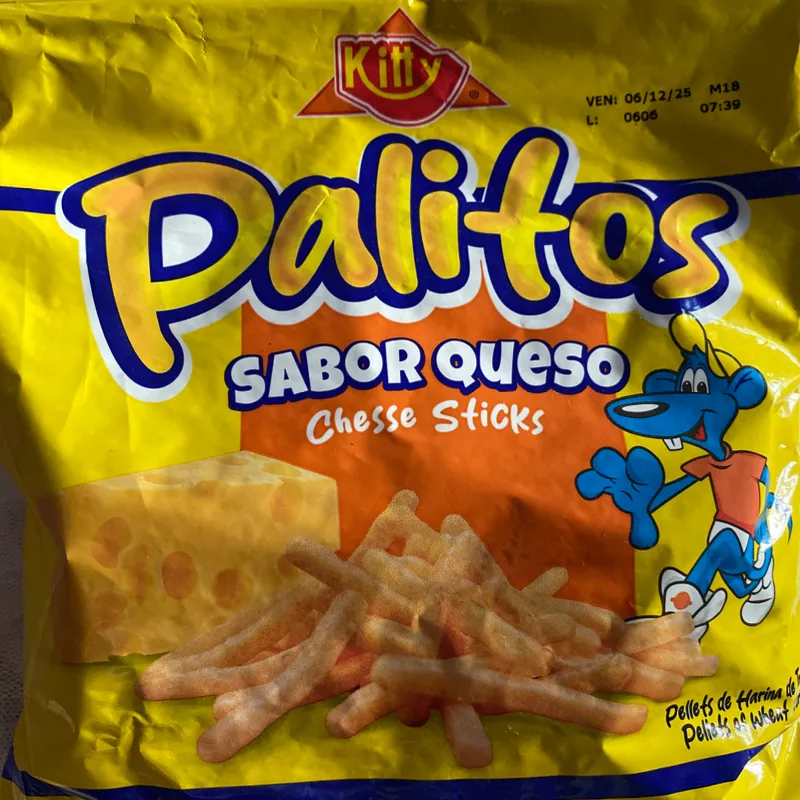 Kitty
®
VEN: 06/12/25 M18
L: 0606 07:39
Palitos
SABOR QUESO
Chesse Sticks
Pellets de Harina de
Pellets of Wheat